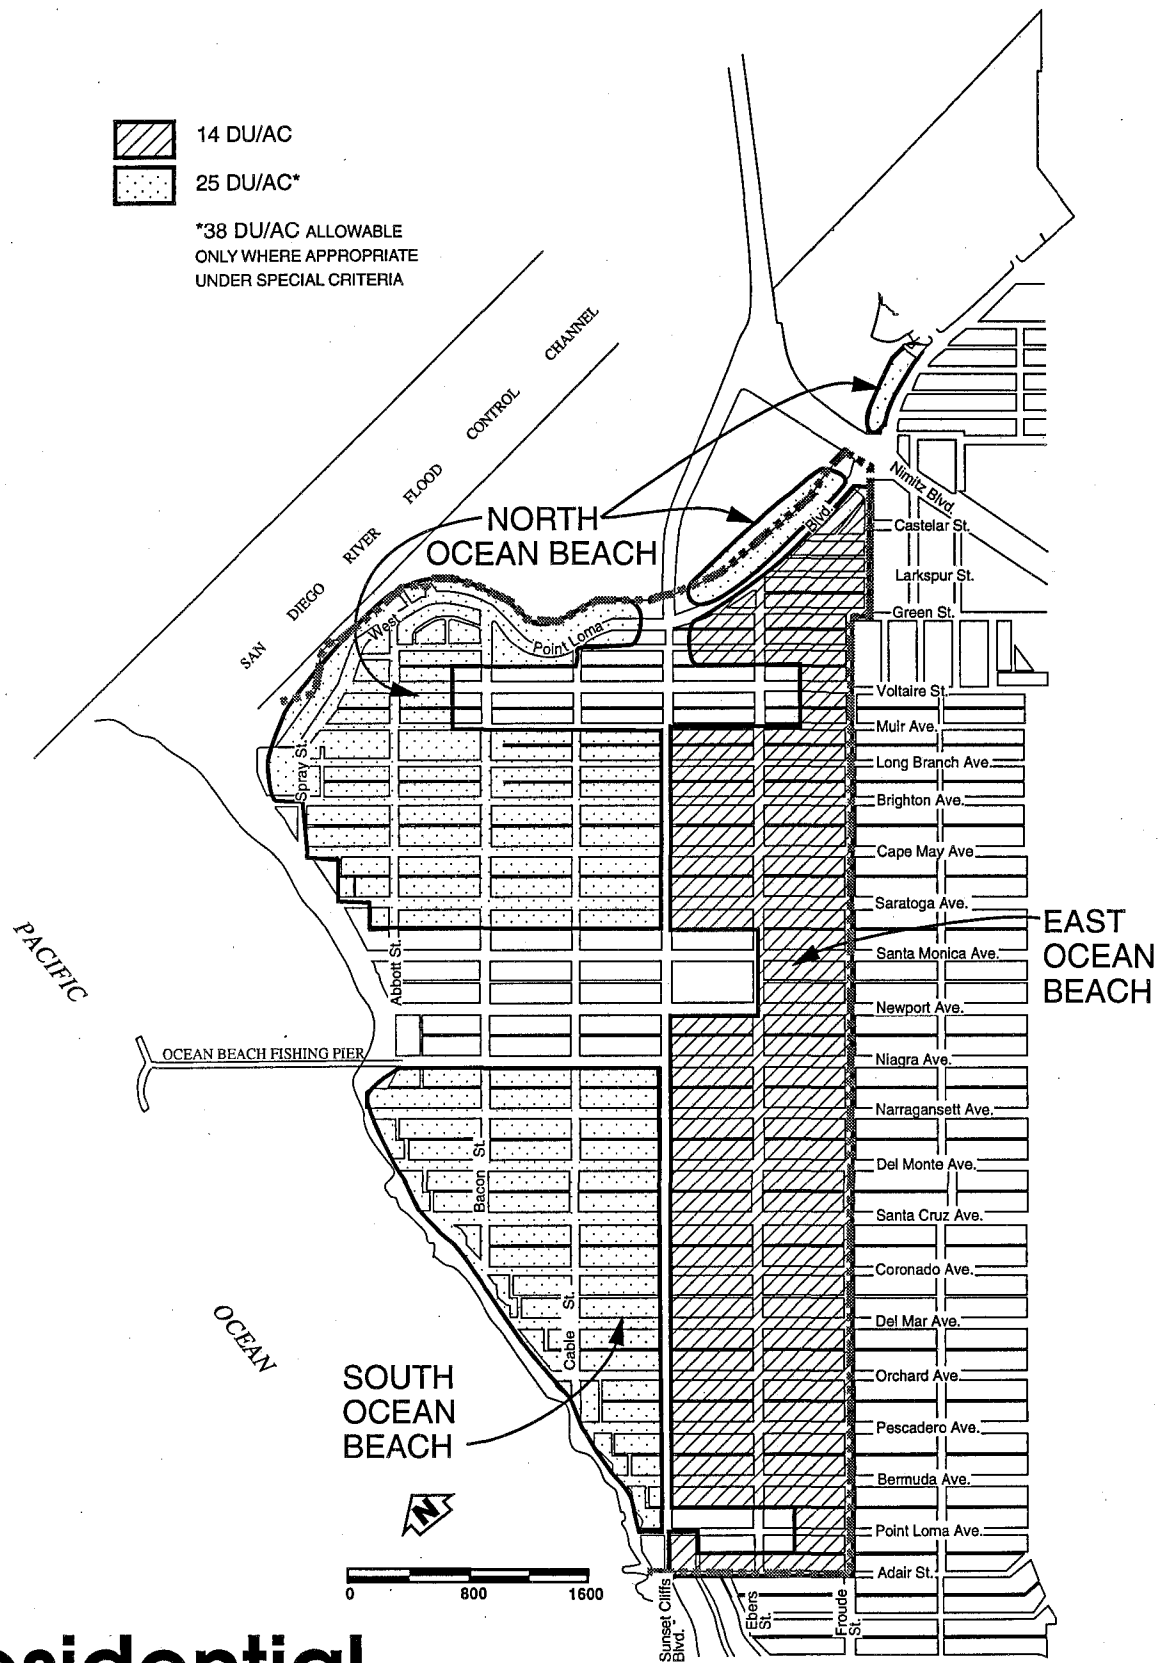 14 DU/AC
25 DU/AC*
*38 DU/AC ALLOWABLE
ONLY WHERE APPROPRIATE
UNDER SPECIAL CRITERIA
SAN DIEGO RIVER FLOOD CONTROL CHANNEL
NORTH
OCEAN BEACH
Nimitz Blvd.
Blvd.
Castelar St.
Larkspur St.
Green St.
West
Point Loma
Voltaire St.
Muir Ave.
Long Branch Ave.
Spray St.
Brighton Ave.
Cape May Ave
Saratoga Ave.
EAST
OCEAN
BEACH
Santa Monica Ave.
Abbott St.
PACIFIC
Newport Ave.
OCEAN BEACH FISHING PIER
Niagra Ave.
Narragansett Ave.
Bacon St.
Del Monte Ave.
Santa Cruz Ave.
Coronado Ave.
Cable St.
Del Mar Ave.
OCEAN
SOUTH
OCEAN
BEACH
Orchard Ave.
Pescadero Ave.
Bermuda Ave.
N
Point Loma Ave.
Adair St.
0 800 1600
Sunset Cliffs
Blvd.
Ebers
St.
Froude
St.